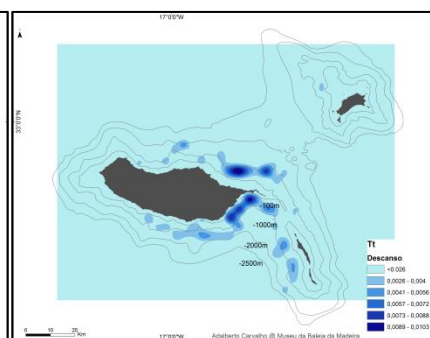 17°0'0"W
33°0'0"N
-100m
-1000m
-2000m
-2500m
Tt
Descanso
<0.026
0,0026 - 0,004
0,0041 - 0,0056
0,0057 - 0,0072
0,0073 - 0,0088
0,0089 - 0,0103
0 5 10 20
Km
17°0'0"W
Adalberto Carvalho @ Museu da Baleia da Madeira